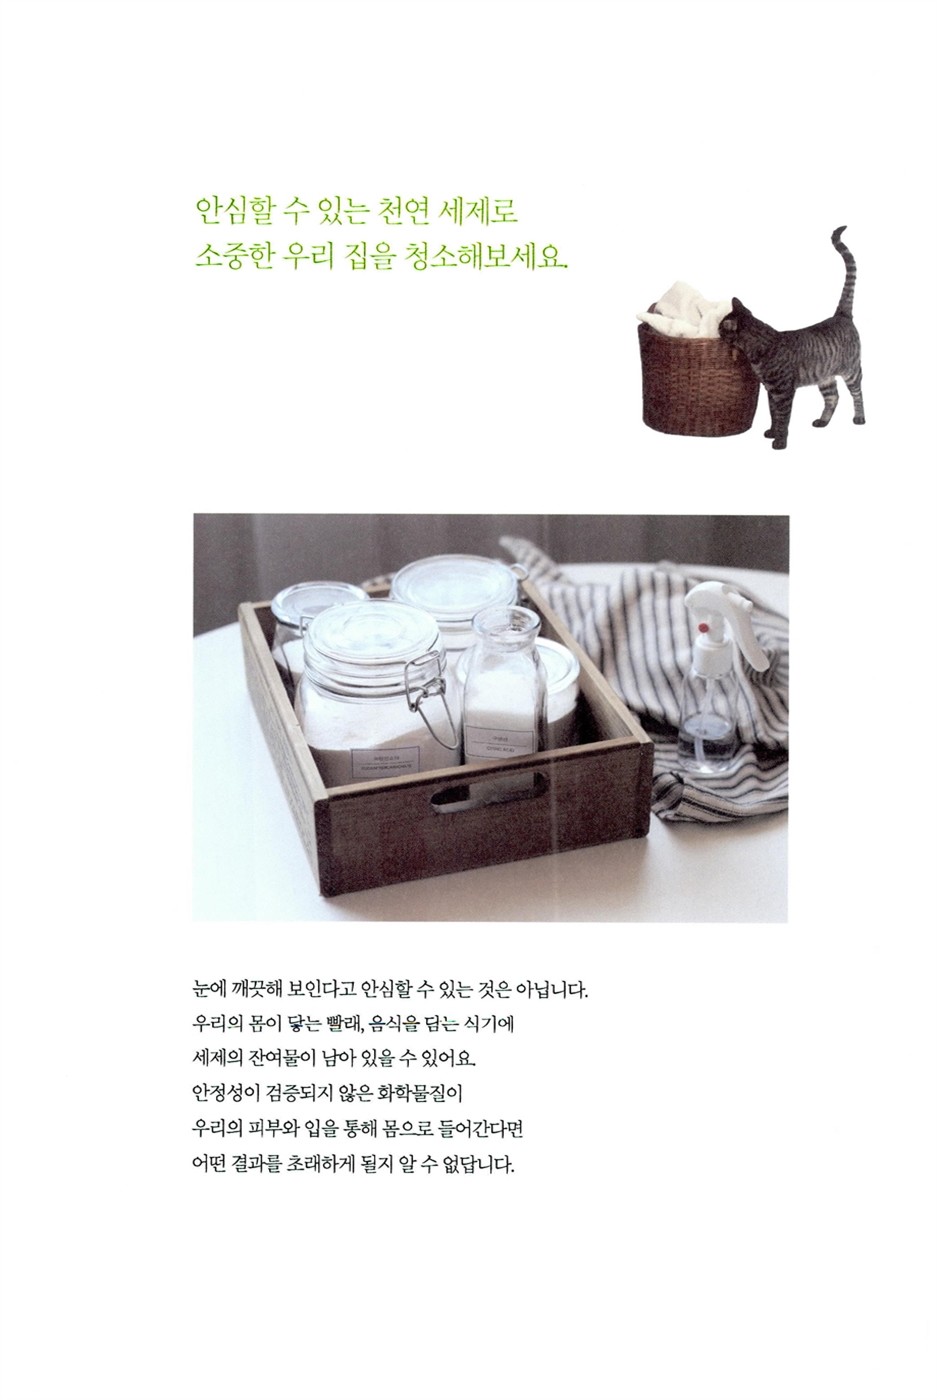 안심할 수 있는 천연 세제로
소중한 우리 집을 청소해보세요.
눈에 깨끗해 보인다고 안심할 수 있는 것은 아닙니다.
우리의 몸이 닿는 빨래, 음식을 담는 식기에
세제의 잔여물이 남아 있을 수 있어요.
안정성이 검증되지 않은 화학물질이
우리의 피부와 입을 통해 몸으로 들어간다면
어떤 결과를 초래하게 될지 알 수 없답니다.